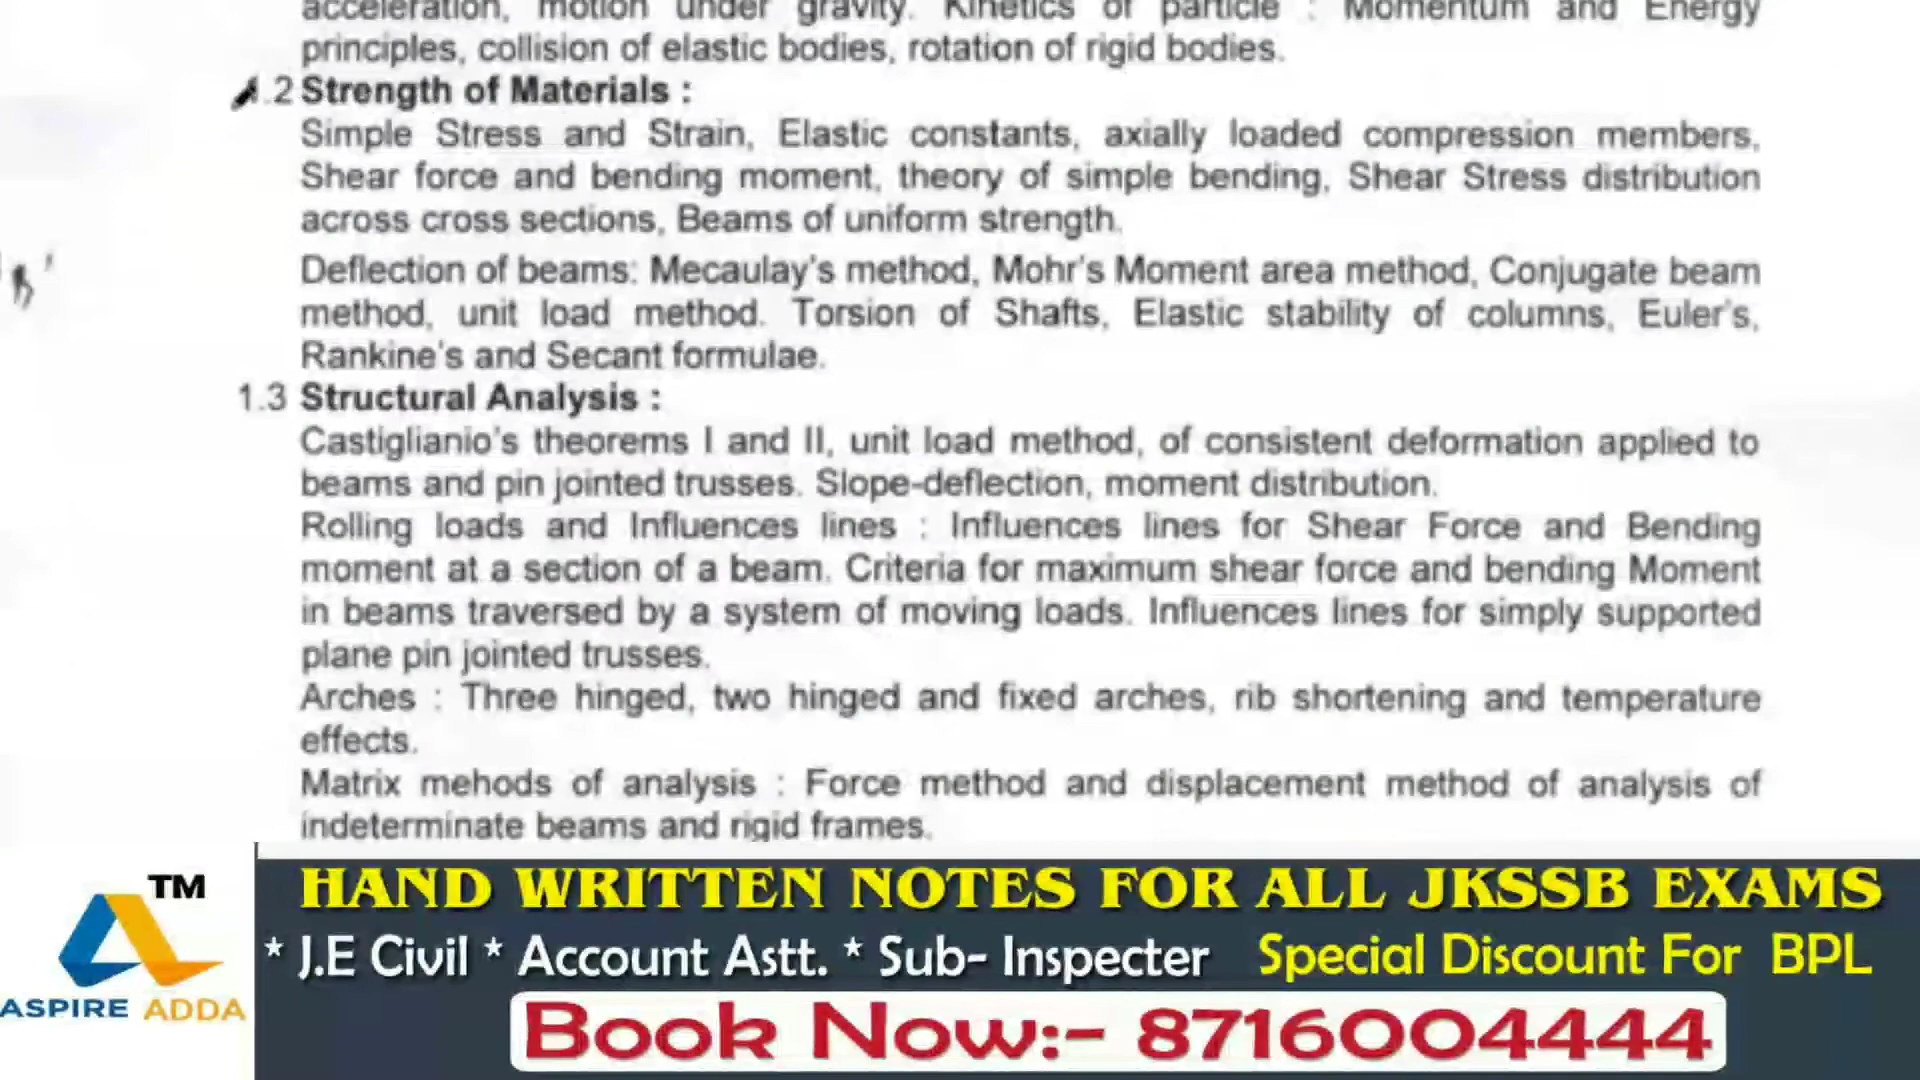 acceleration, motion under gravity. Kinetics of particle : Momentum and Energy
principles, collision of elastic bodies, rotation of rigid bodies.
1.2 Strength of Materials :
Simple Stress and Strain, Elastic constants, axially loaded compression members,
Shear force and bending moment, theory of simple bending, Shear Stress distribution
across cross sections, Beams of uniform strength.
Deflection of beams: Mecaulay's method, Mohr's Moment area method, Conjugate beam
method, unit load method. Torsion of Shafts, Elastic stability of columns, Euler's,
Rankine's and Secant formulae.
1.3 Structural Analysis :
Castiglianio's theorems I and II, unit load method, of consistent deformation applied to
beams and pin jointed trusses. Slope-deflection, moment distribution.
Rolling loads and Influences lines : Influences lines for Shear Force and Bending
moment at a section of a beam. Criteria for maximum shear force and bending Moment
in beams traversed by a system of moving loads. Influences lines for simply supported
plane pin jointed trusses.
Arches : Three hinged, two hinged and fixed arches, rib shortening and temperature
effects.
Matrix mehods of analysis : Force method and displacement method of analysis of
indeterminate beams and rigid frames.
TM
ASPIRE ADDA
HAND WRITTEN NOTES FOR ALL JKSSB EXAMS
* J.E Civil * Account Astt. * Sub- Inspecter Special Discount For BPL
Book Now:- 8716004444